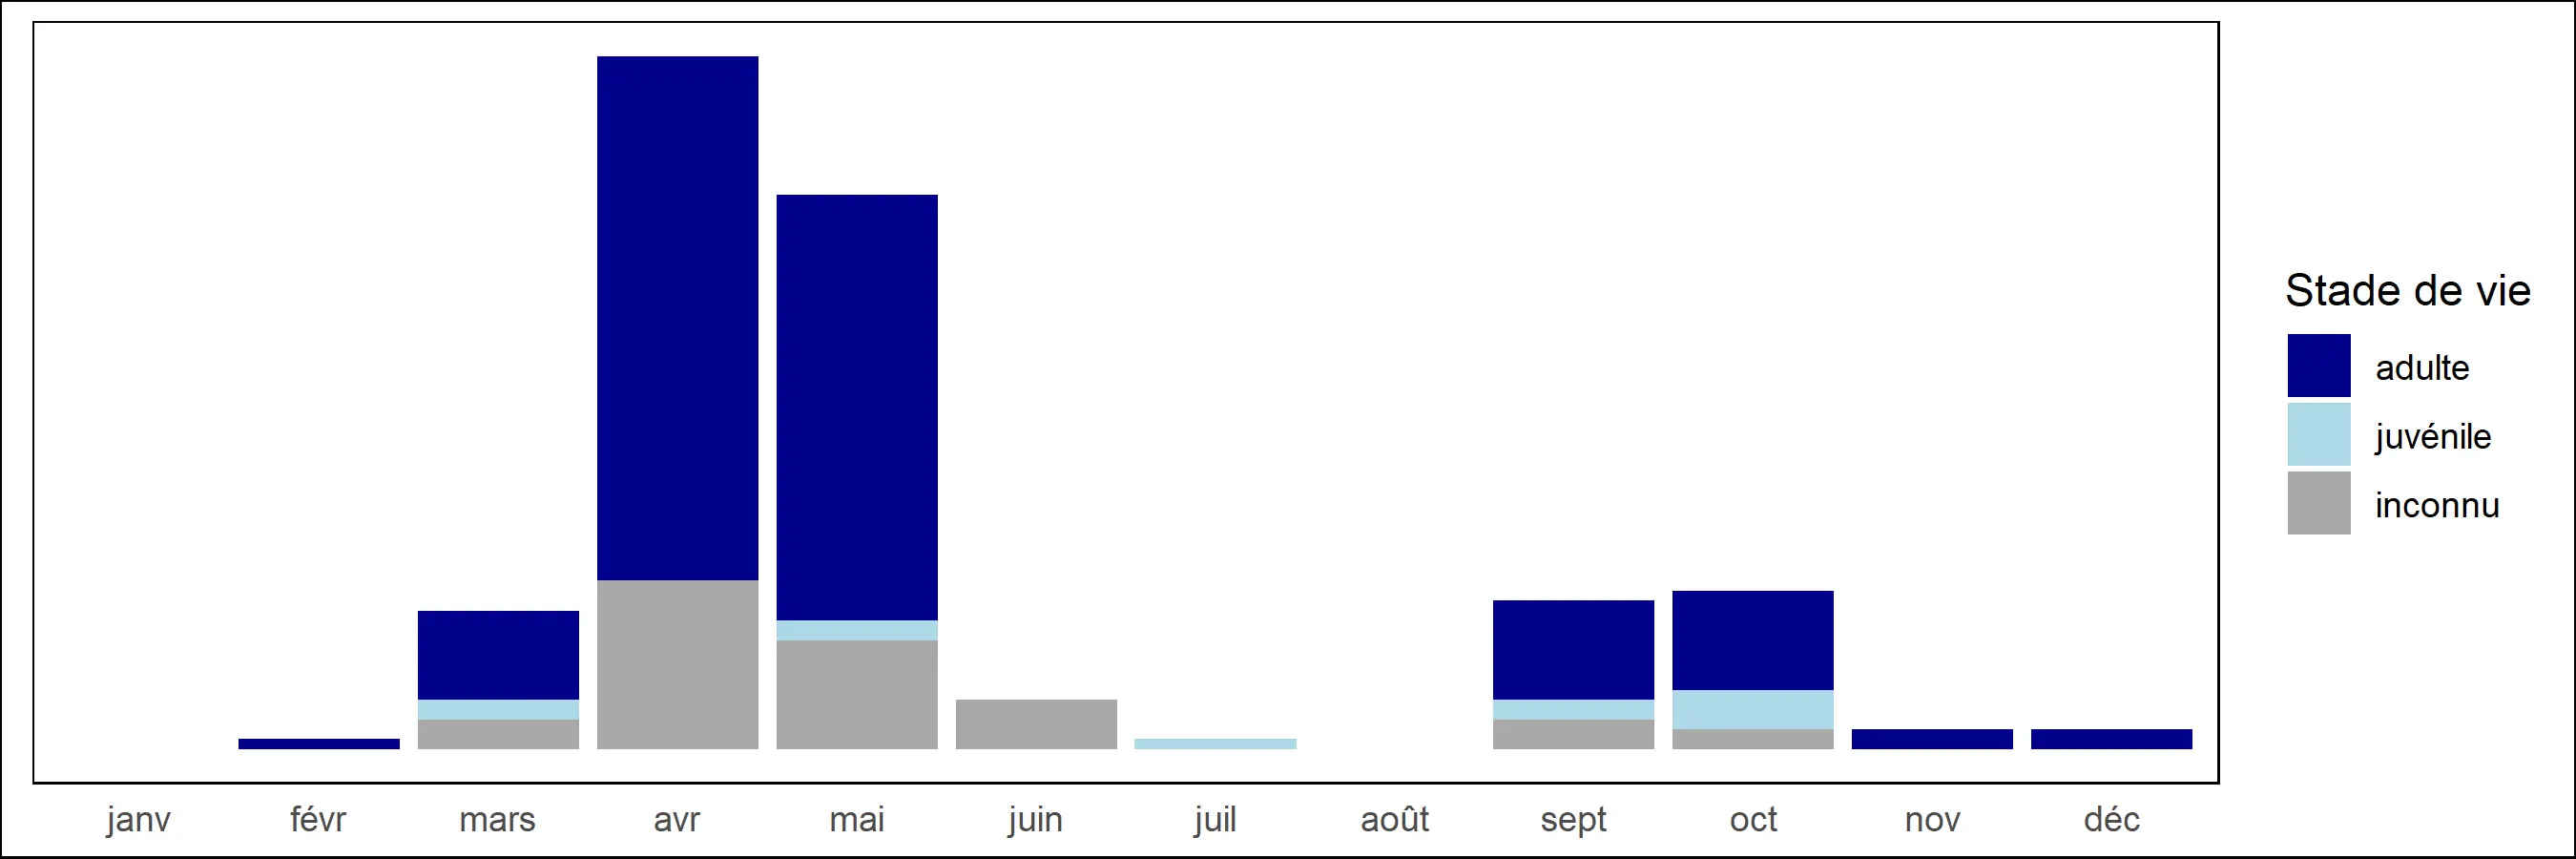 Stade de vie
adulte
juvénile
inconnu
janv févr mars avr mai juin juil août sept oct nov déc